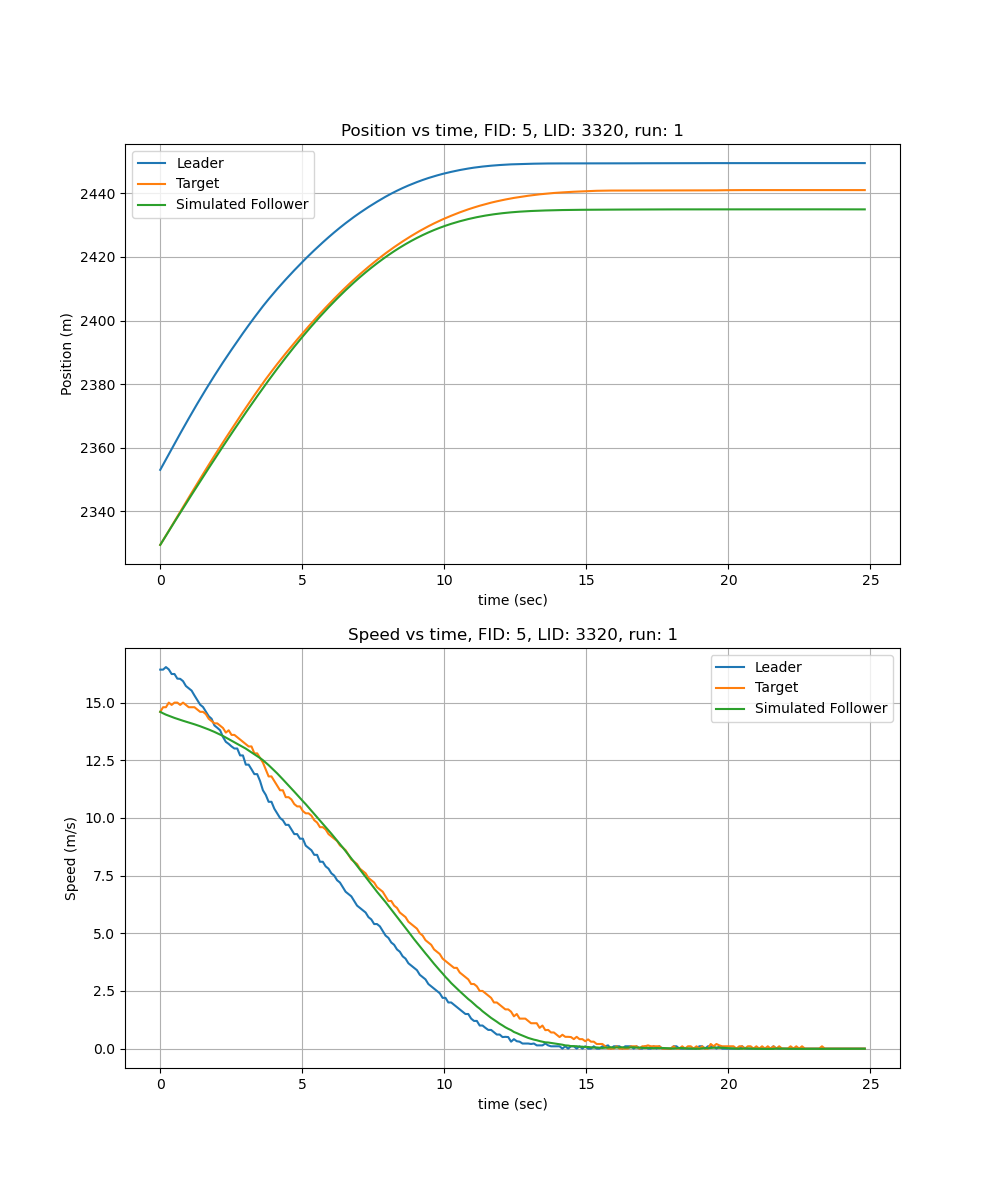 Position vs time, FID: 5, LID: 3320, run: 1
Leader
Target
Simulated Follower
Position (m)
2440
2420
2400
2380
2360
2340
0 5 10 15 20 25
time (sec)
Speed vs time, FID: 5, LID: 3320, run: 1
Leader
Target
Simulated Follower
Speed (m/s)
15.0
12.5
10.0
7.5
5.0
2.5
0.0
0 5 10 15 20 25
time (sec)